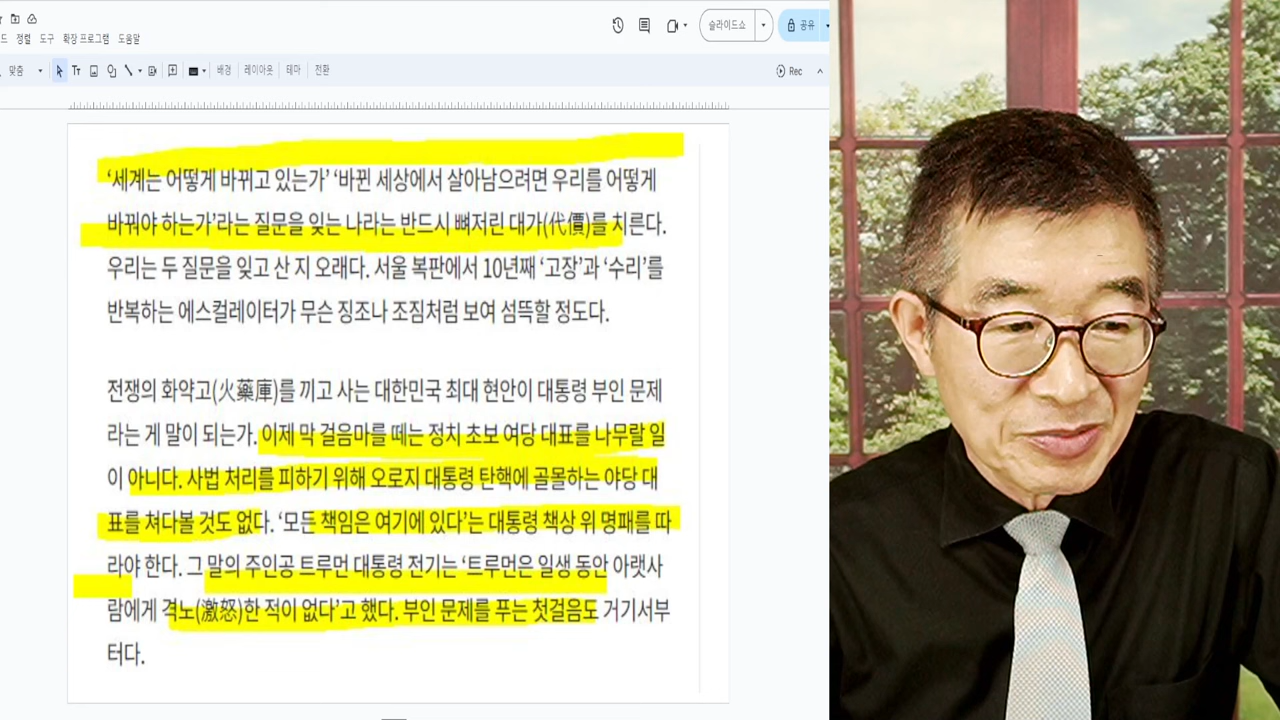 정렬 도구 확장 프로그램 도움말
슬라이드쇼
공유
맞춤
배경 레이아웃 테마 전환
Rec
‘세계는 어떻게 바뀌고 있는가’ ‘바뀐 세상에서 살아남으려면 우리를 어떻게
바꿔야 하는가’라는 질문을 잊는 나라는 반드시 뼈저린 대가(代價)를 치른다.
우리는 두 질문을 잊고 산 지 오래다. 서울 복판에서 10년째 ‘고장’과 ‘수리’를
반복하는 에스컬레이터가 무슨 징조나 조짐처럼 보여 섬뜩할 정도다.
전쟁의 화약고(火藥庫)를 끼고 사는 대한민국 최대 현안이 대통령 부인 문제
라는 게 말이 되는가. 이제 막 걸음마를 떼는 정치 초보 여당 대표를 나무랄 일
이 아니다. 사법 처리를 피하기 위해 오로지 대통령 탄핵에 골몰하는 야당 대
표를 쳐다볼 것도 없다. ‘모든 책임은 여기에 있다’는 대통령 책상 위 명패를 따
라야 한다. 그 말의 주인공 트루먼 대통령 전기는 ‘트루먼은 일생 동안 아랫사
람에게 격노(激怒)한 적이 없다’고 했다. 부인 문제를 푸는 첫걸음도 거기서부
터다.